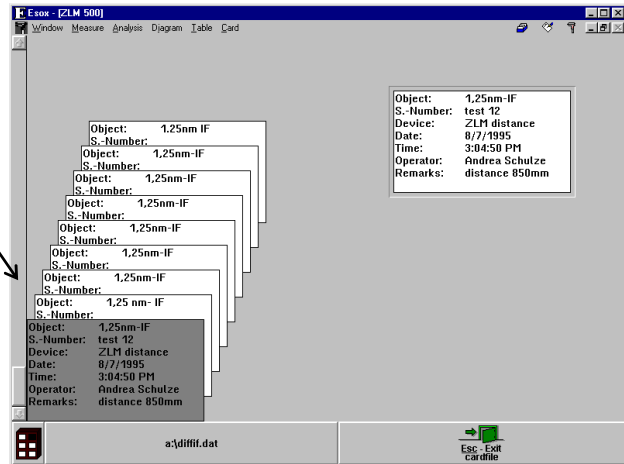 Esox - [ZLM 500]
Window Measure Analysis Djagram Table Card
Object: 1.25nm IF
S.-Number:
Object: 1,25nm-IF
S.-Number:
Object: 1,25nm-IF
S.-Number:
Object: 1,25nm-IF
S.-Number:
Object: 1,25nm-IF
S.-Number:
Object: 1,25nm-IF
S.-Number:
Object: 1,25nm-IF
S.-Number:
Object: 1,25 nm- IF
S.-Number:
Object: 1,25nm-IF
S.-Number: test 12
Device: ZLM distance
Date: 8/7/1995
Time: 3:04:50 PM
Operator: Andrea Schulze
Remarks: distance 850mm
Object: 1,25nm-IF
S.-Number: test 12
Device: ZLM distance
Date: 8/7/1995
Time: 3:04:50 PM
Operator: Andrea Schulze
Remarks: distance 850mm
a:\diffif.dat
Esc - Exit
cardfile